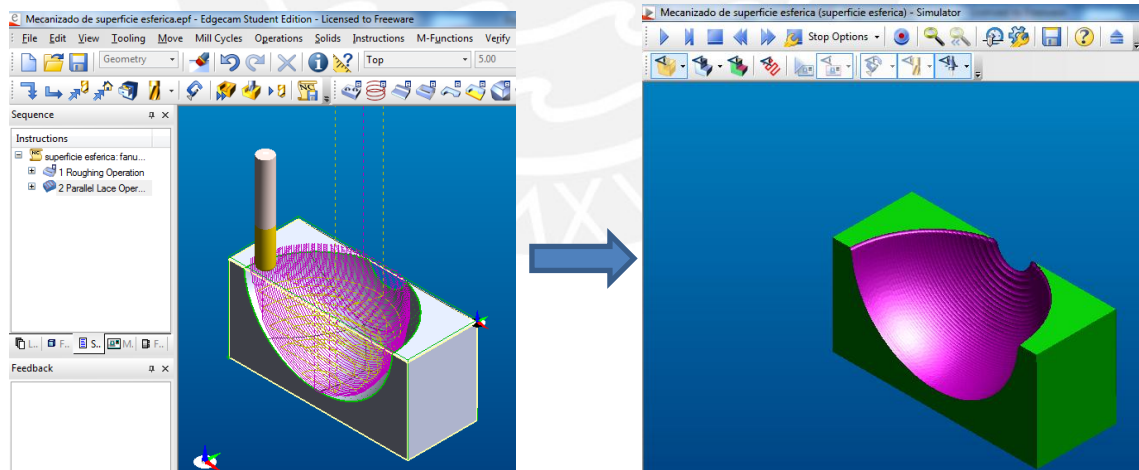 Mecanizado de superficie esferica.epf - Edgecam Student Edition - Licensed to Freeware
File Edit View Tooling Move Mill Cycles Operations Solids Instructions M-Functions Verify
Geometry
Top
5.00
Sequence
Instructions
superficie esferica: fanu...
1 Roughing Operation
2 Parallel Lace Oper...
L.. F.. S.. M. F..
Feedback
Mecanizado de superficie esferica (superficie esferica) - Simulator
Stop Options